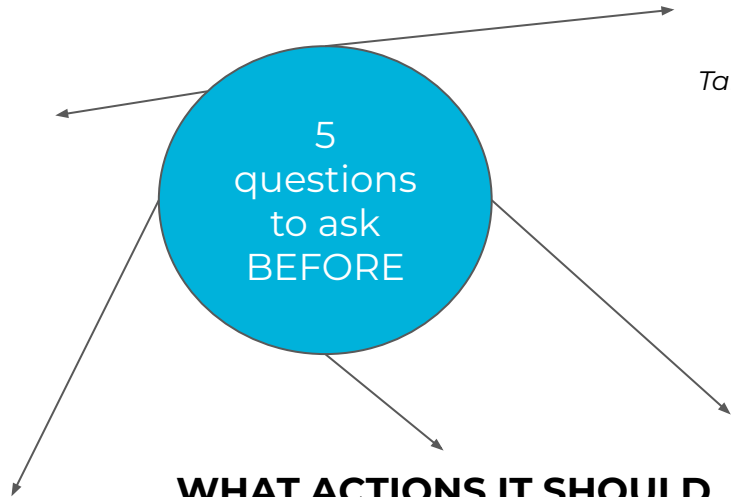 Ta
5
questions
to ask
BEFORE
WHAT ACTIONS IT SHOULD